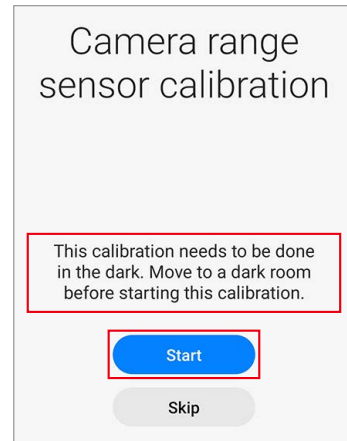 Camera range
sensor calibration
This calibration needs to be done
in the dark. Move to a dark room
before starting this calibration.
Start
Skip